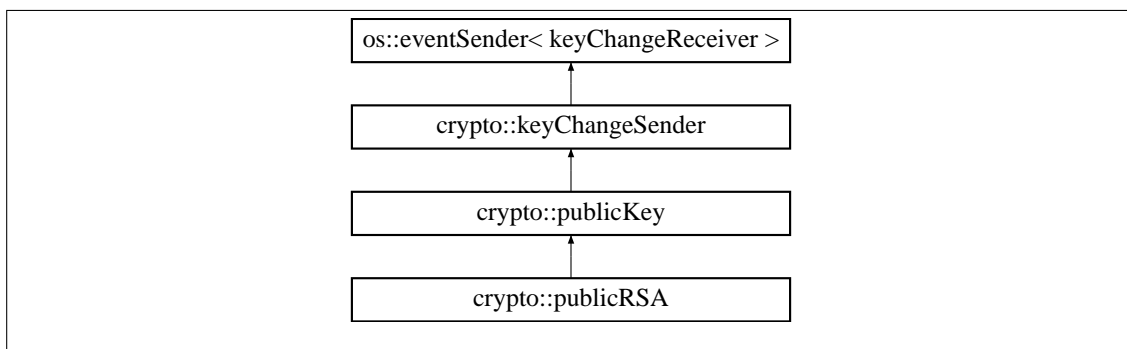 os::eventSender< keyChangeReceiver >
crypto::keyChangeSender
crypto::publicKey
crypto::publicRSA